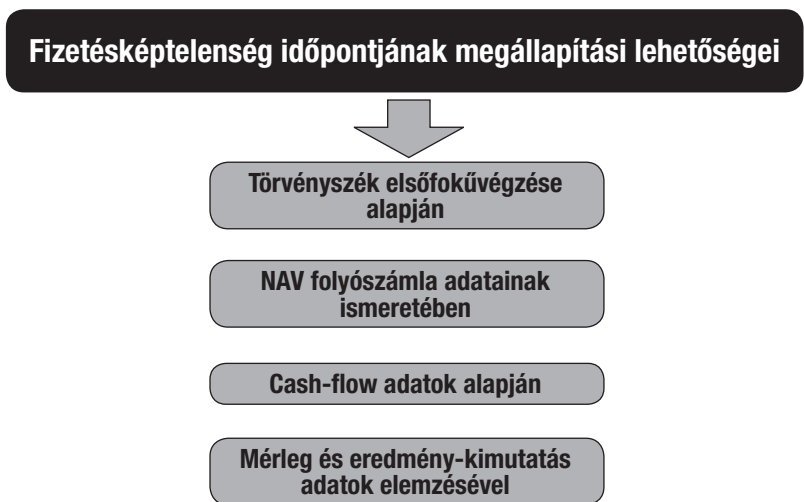 Fizetésképtelenség időpontjának megállapítási lehetőségei
Törvényszék elsőfokúvégzése
alapján
NAV folyószámla adatainak
ismeretében
Cash-flow adatok alapján
Mérleg és eredmény-kimutatás
adatok elemzésével